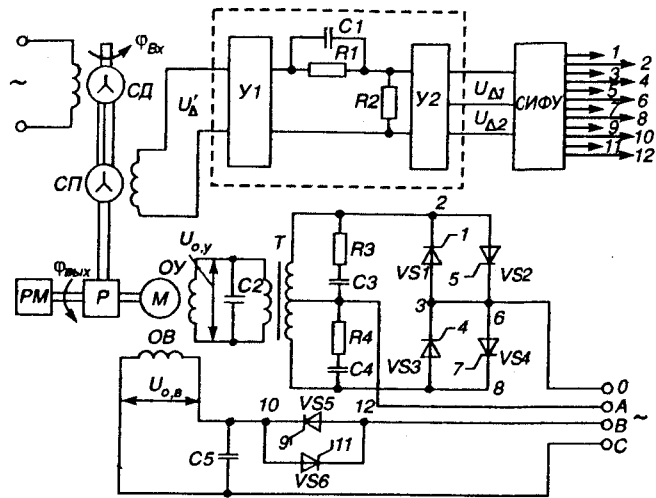 φВх
~
СД
СП
U'Δ
У1
C1
R1
R2
У2
UΔ1
UΔ2
СИФУ
1
2
3
4
5
6
7
8
9
10
11
12
φвых
РМ
Р
М
ОУ
Uо,у
C2
T
R3
C3
R4
C4
2
1
VS1
5
VS2
3
6
4
VS3
7
VS4
8
ОВ
Uо,в
C5
10
VS5
12
9
11
VS6
0
A
B
C
~